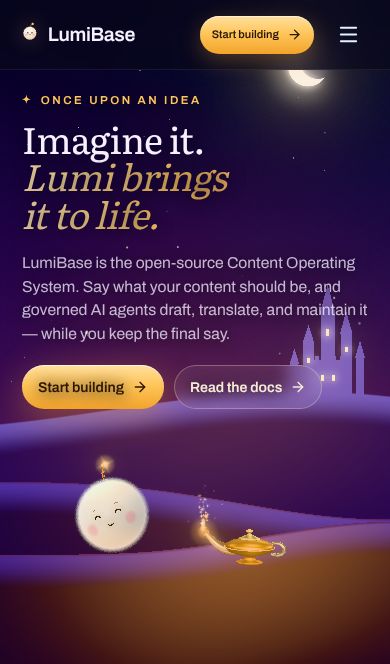 LumiBase
Start building
ONCE UPON AN IDEA
Imagine it.
Lumi brings
it to life.
LumiBase is the open-source Content Operating
System. Say what your content should be, and
governed AI agents draft, translate, and maintain it
— while you keep the final say.
Start building
Read the docs